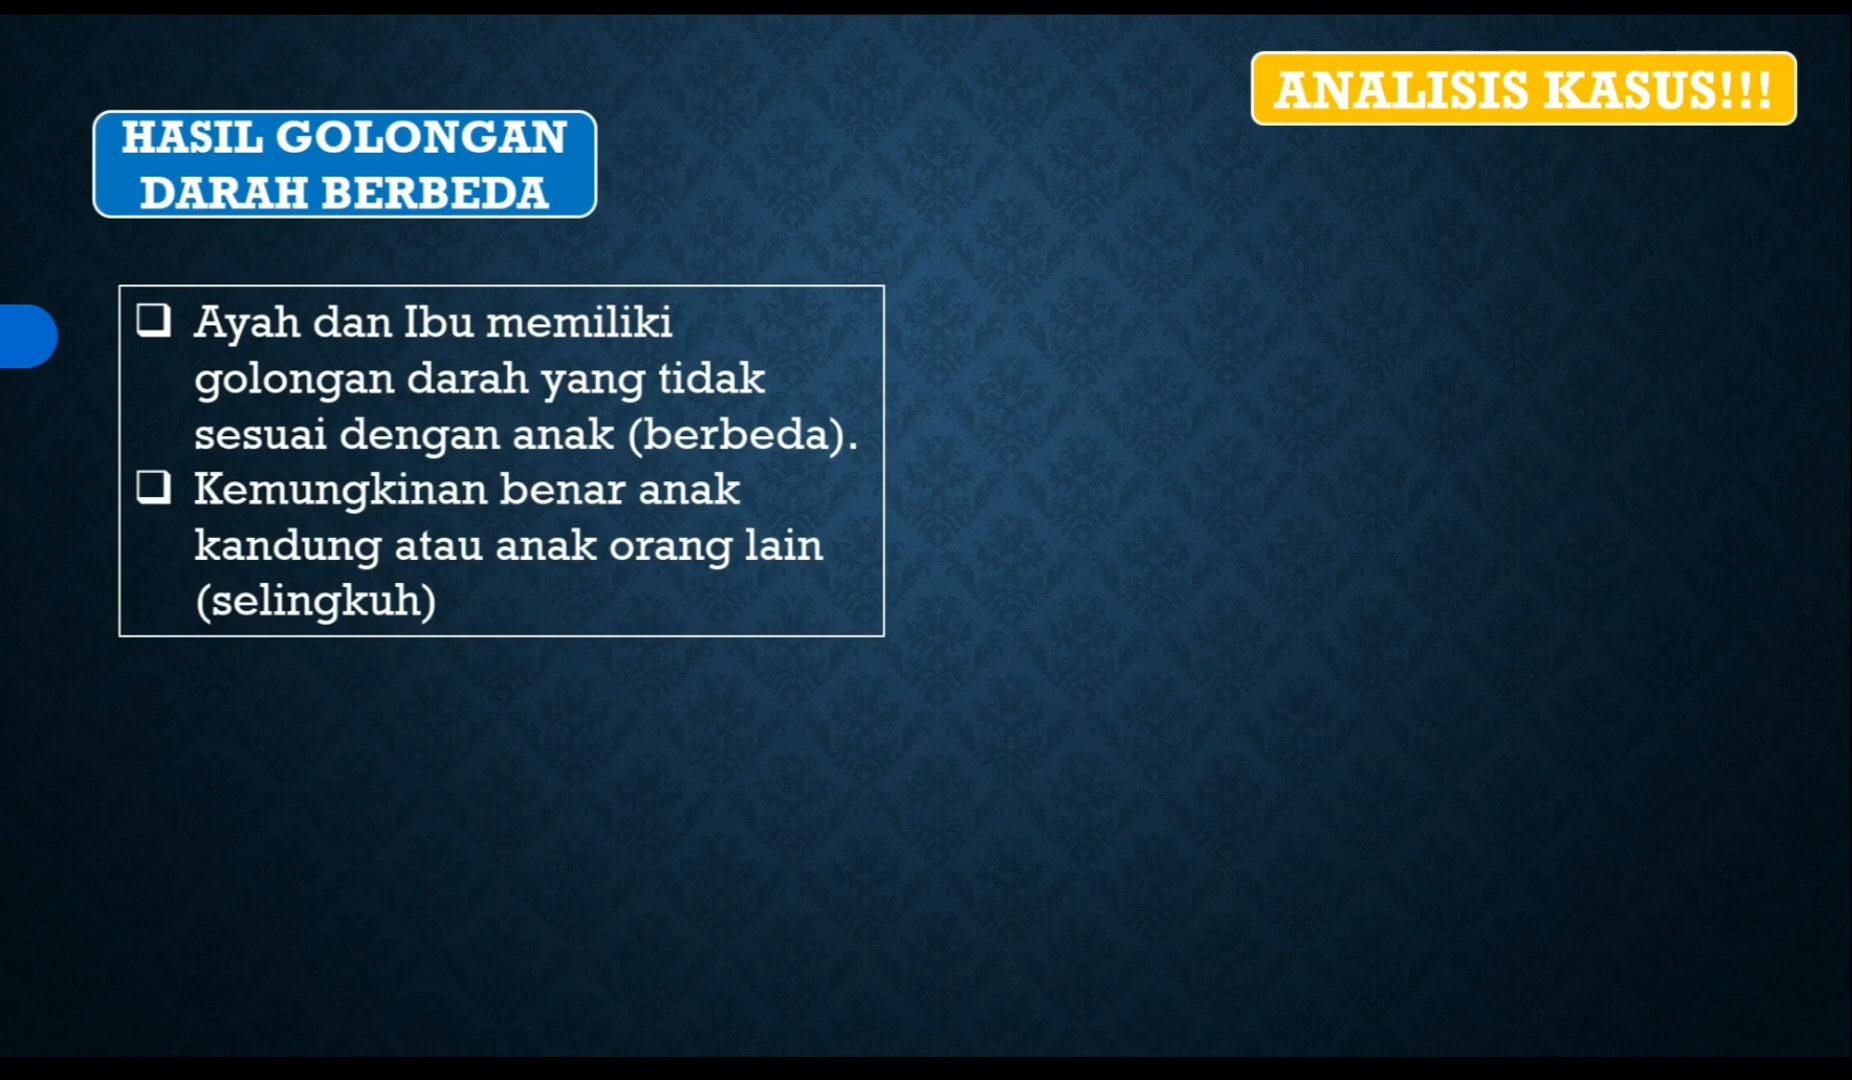 ANALISIS KASUS!!!
HASIL GOLONGAN
DARAH BERBEDA
❑ Ayah dan Ibu memiliki
golongan darah yang tidak
sesuai dengan anak (berbeda).
❑ Kemungkinan benar anak
kandung atau anak orang lain
(selingkuh)